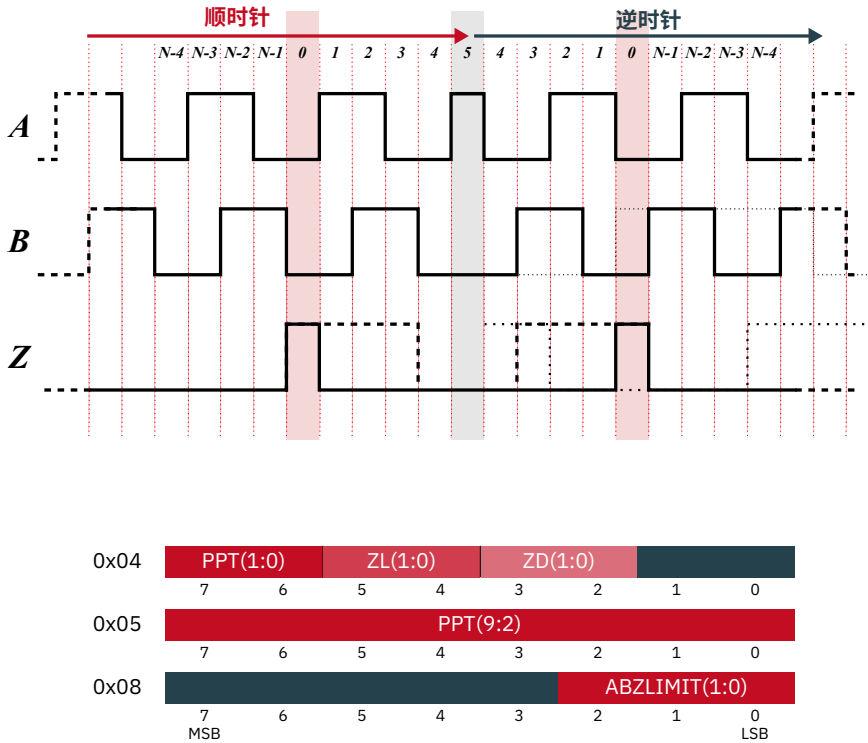 顺时针 逆时针
N-4 N-3 N-2 N-1 0 1 2 3 4 5 4 3 2 1 0 N-1 N-2 N-3 N-4
A
B
Z
0x04 PPT(1:0) ZL(1:0) ZD(1:0)
7 6 5 4 3 2 1 0
0x05 PPT(9:2)
7 6 5 4 3 2 1 0
0x08 ABZLIMIT(1:0)
7 6 5 4 3 2 1 0
MSB LSB